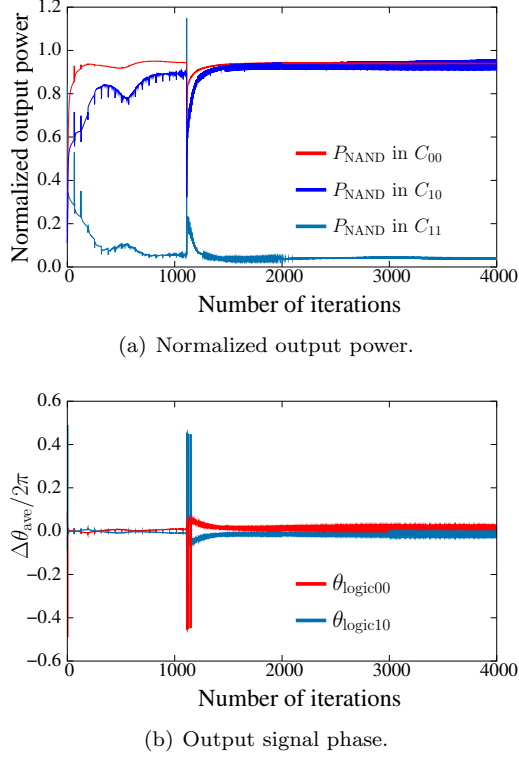 Normalized output power
1.2
1.0
0.8
0.6
0.4
0.2
0.0
P_NAND in C_00
P_NAND in C_10
P_NAND in C_11
0 1000 2000 3000 4000
Number of iterations
(a) Normalized output power.
Δθ_ave/2π
0.6
0.4
0.2
0.0
−0.2
−0.4
−0.6
θ_logic00
θ_logic10
0 1000 2000 3000 4000
Number of iterations
(b) Output signal phase.